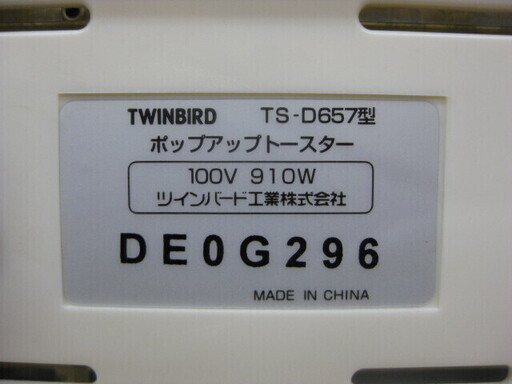 TWINBIRD TS-D657型
ポップアップトースター
100V 910W
ツインバード工業株式会社
DE0G296
MADE IN CHINA